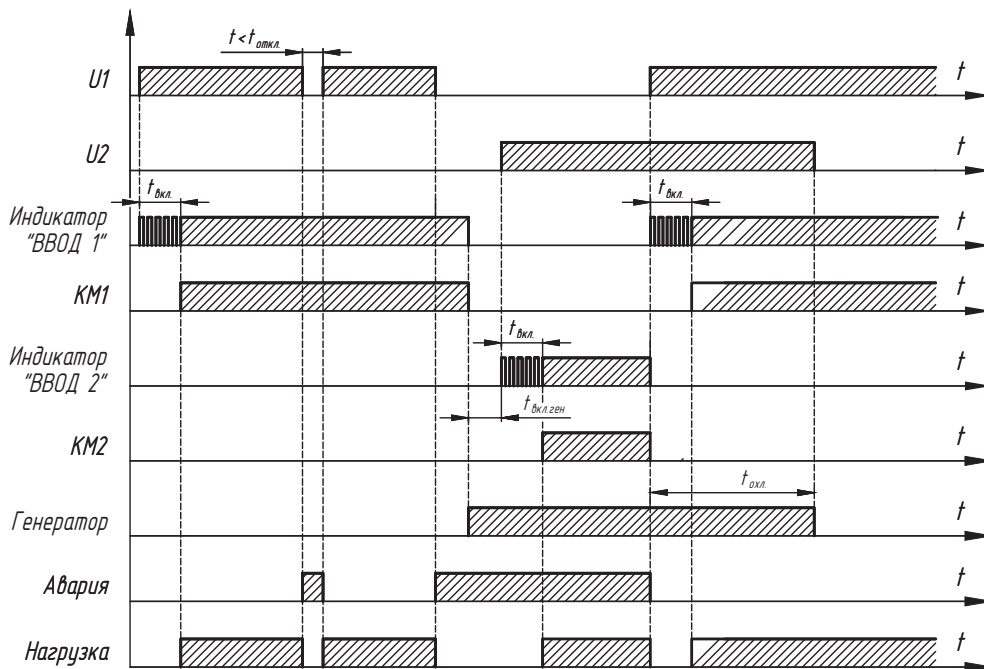 t<tоткл.
U1
t
U2
t
tвкл.
tвкл.
Индикатор
"ВВОД 1"
t
КМ1
t
tвкл.
Индикатор
"ВВОД 2"
t
tвкл.ген
КМ2
t
tохл.
Генератор
t
Авария
t
Нагрузка
t